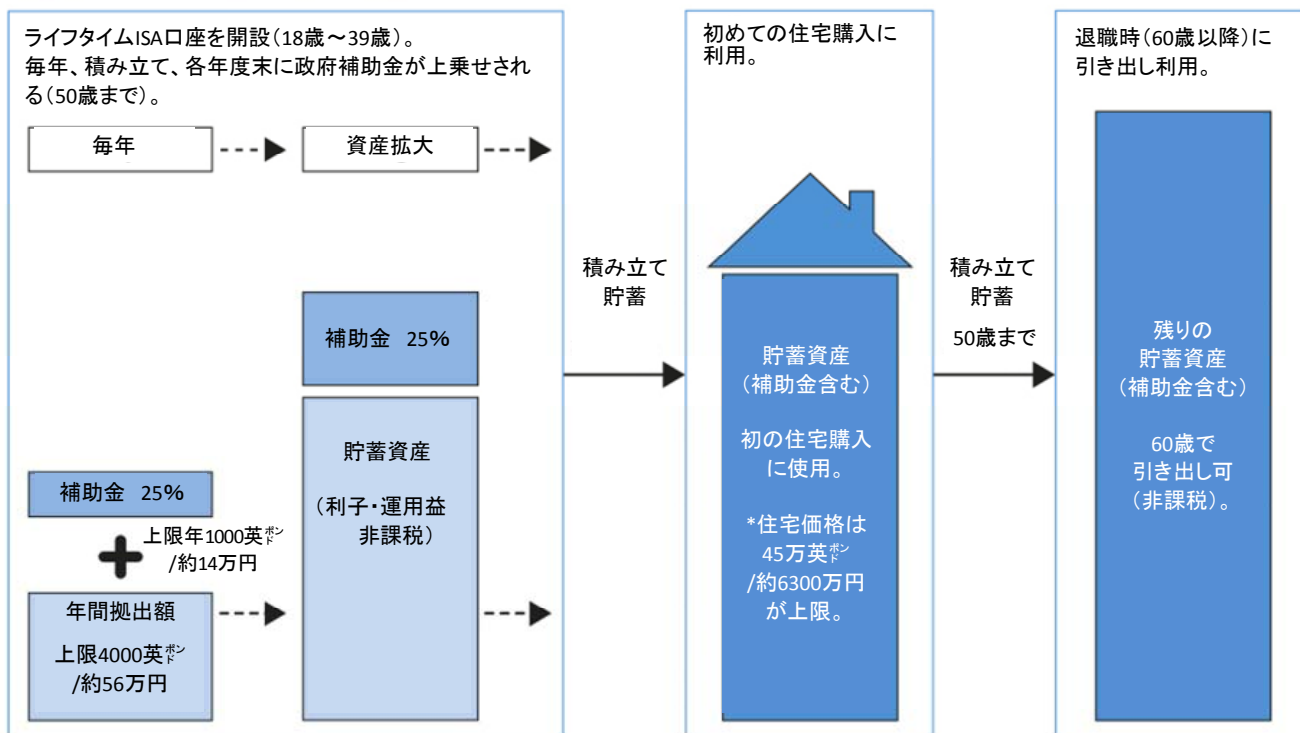 ライフタイムISA口座を開設(18歳～39歳)。
毎年、積み立て、各年度末に政府補助金が上乗せされ
る(50歳まで)。
毎年
資産拡大
補助金 25%
貯蓄資産
(利子・運用益
非課税)
補助金 25%
上限年1000英ポンド
/約14万円
年間拠出額
上限4000英ポンド
/約56万円
積み立て
貯蓄
初めての住宅購入に
利用。
貯蓄資産
(補助金含む)
初の住宅購入
に使用。
*住宅価格は
45万英ポンド
/約6300万円
が上限。
積み立て
貯蓄
50歳まで
退職時(60歳以降)に
引き出し利用。
残りの
貯蓄資産
(補助金含む)
60歳で
引き出し可
(非課税)。